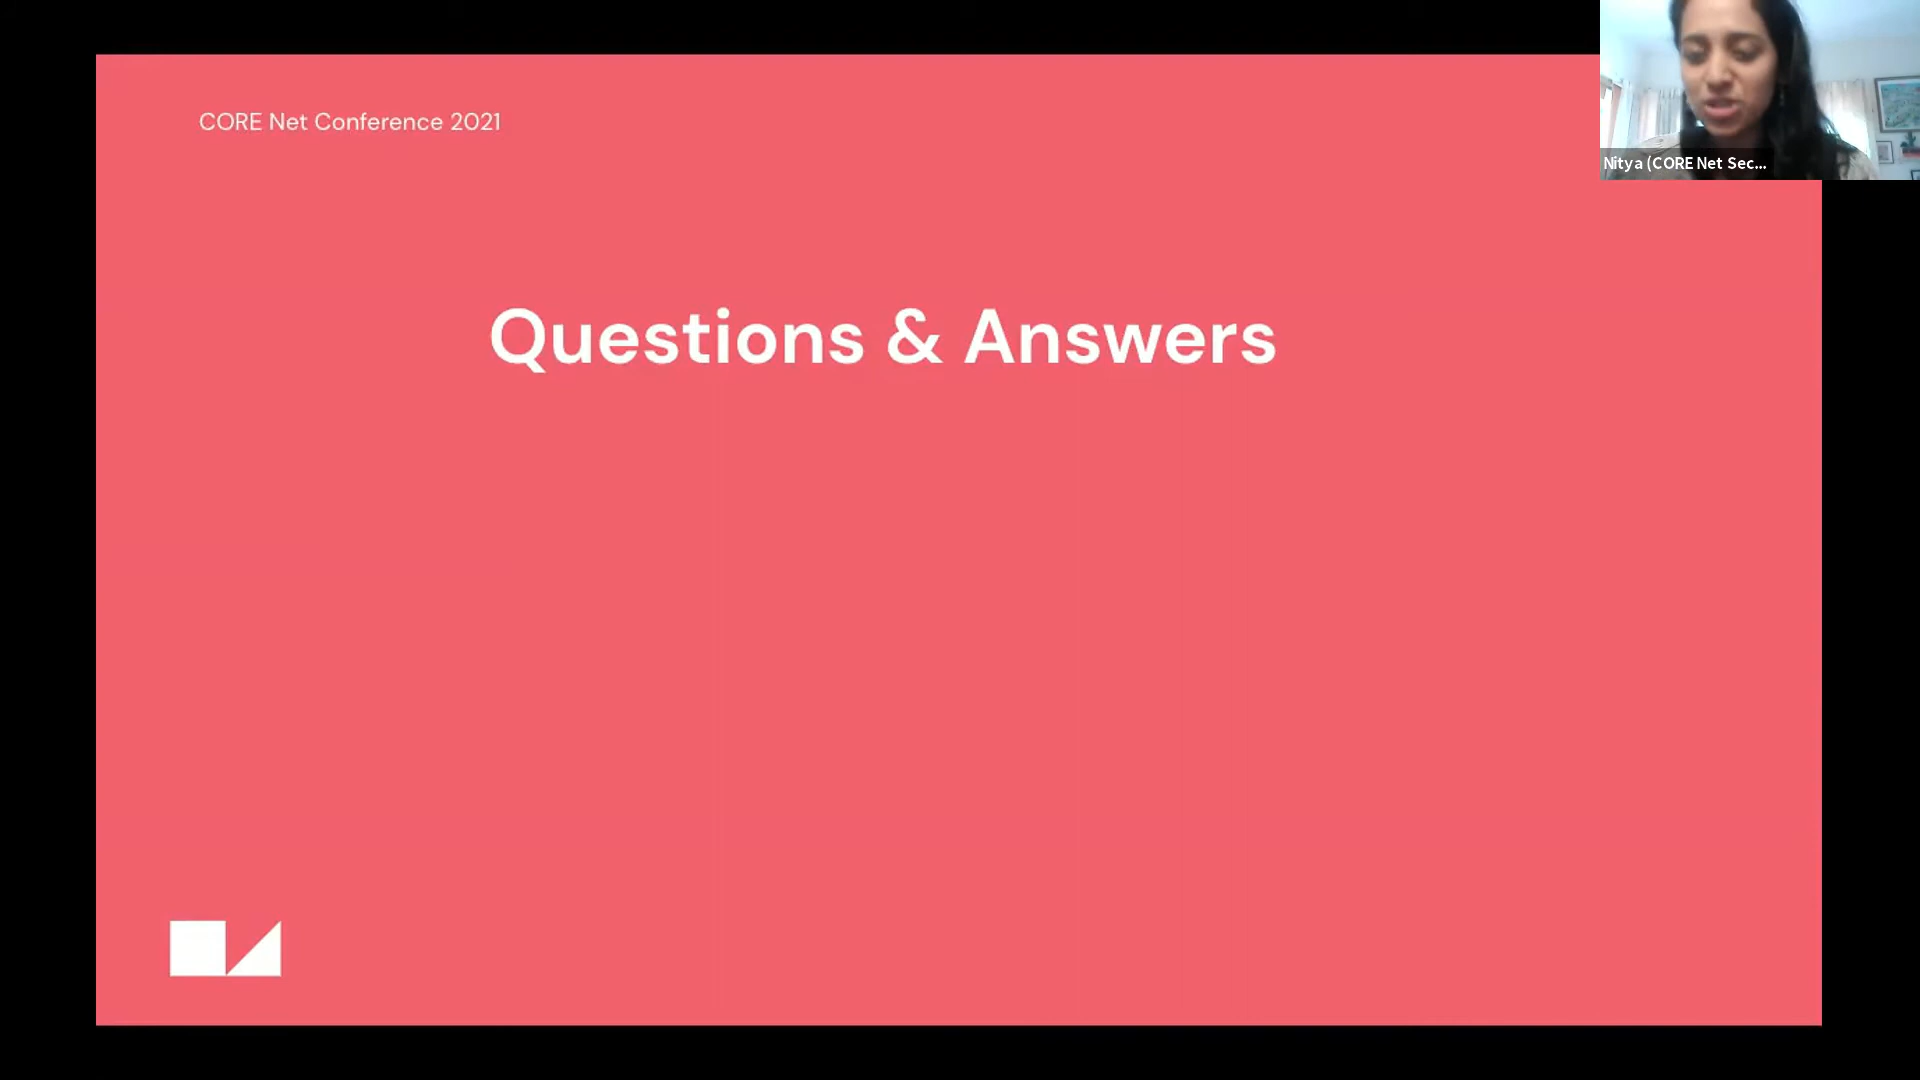 CORE Net Conference 2021
Nitya (CORE Net Sec...
Questions & Answers